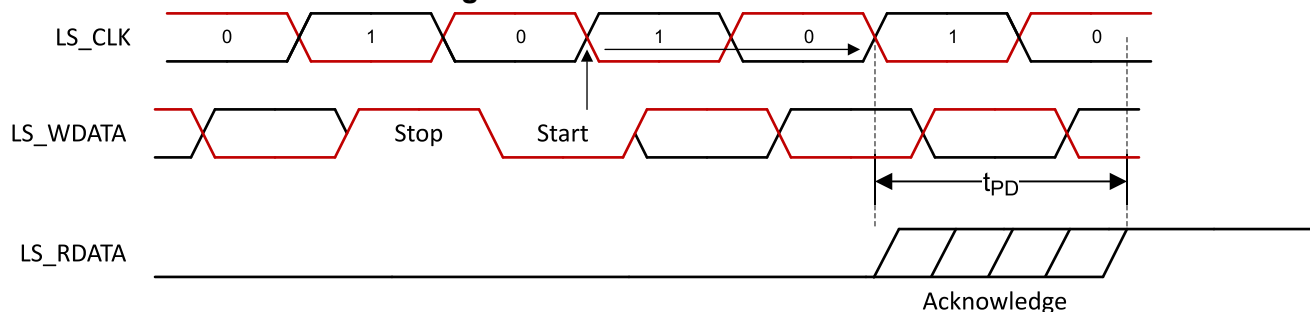 g
LS_CLK 0 1 0 1 0 1 0
LS_WDATA Stop Start
tPD
LS_RDATA
Acknowledge